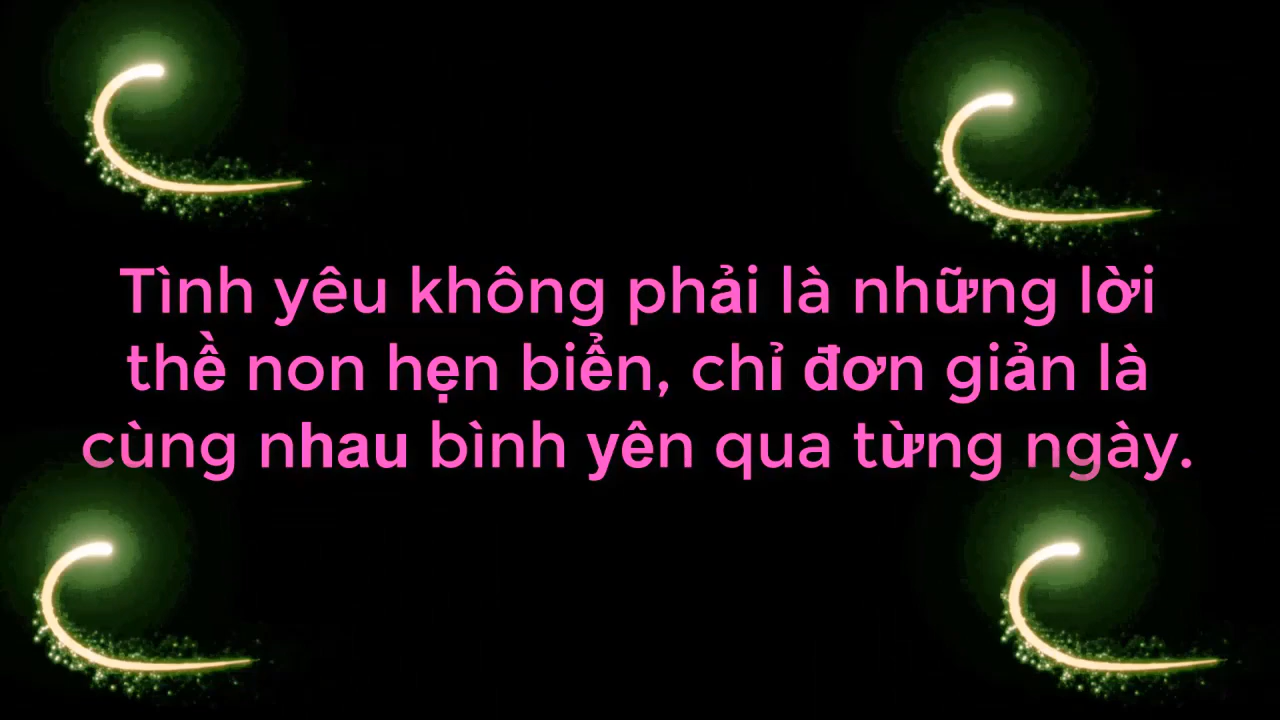 Tình yêu không phải là những lời
thề non hẹn biển, chỉ đơn giản là
cùng nhau bình yên qua từng ngày.